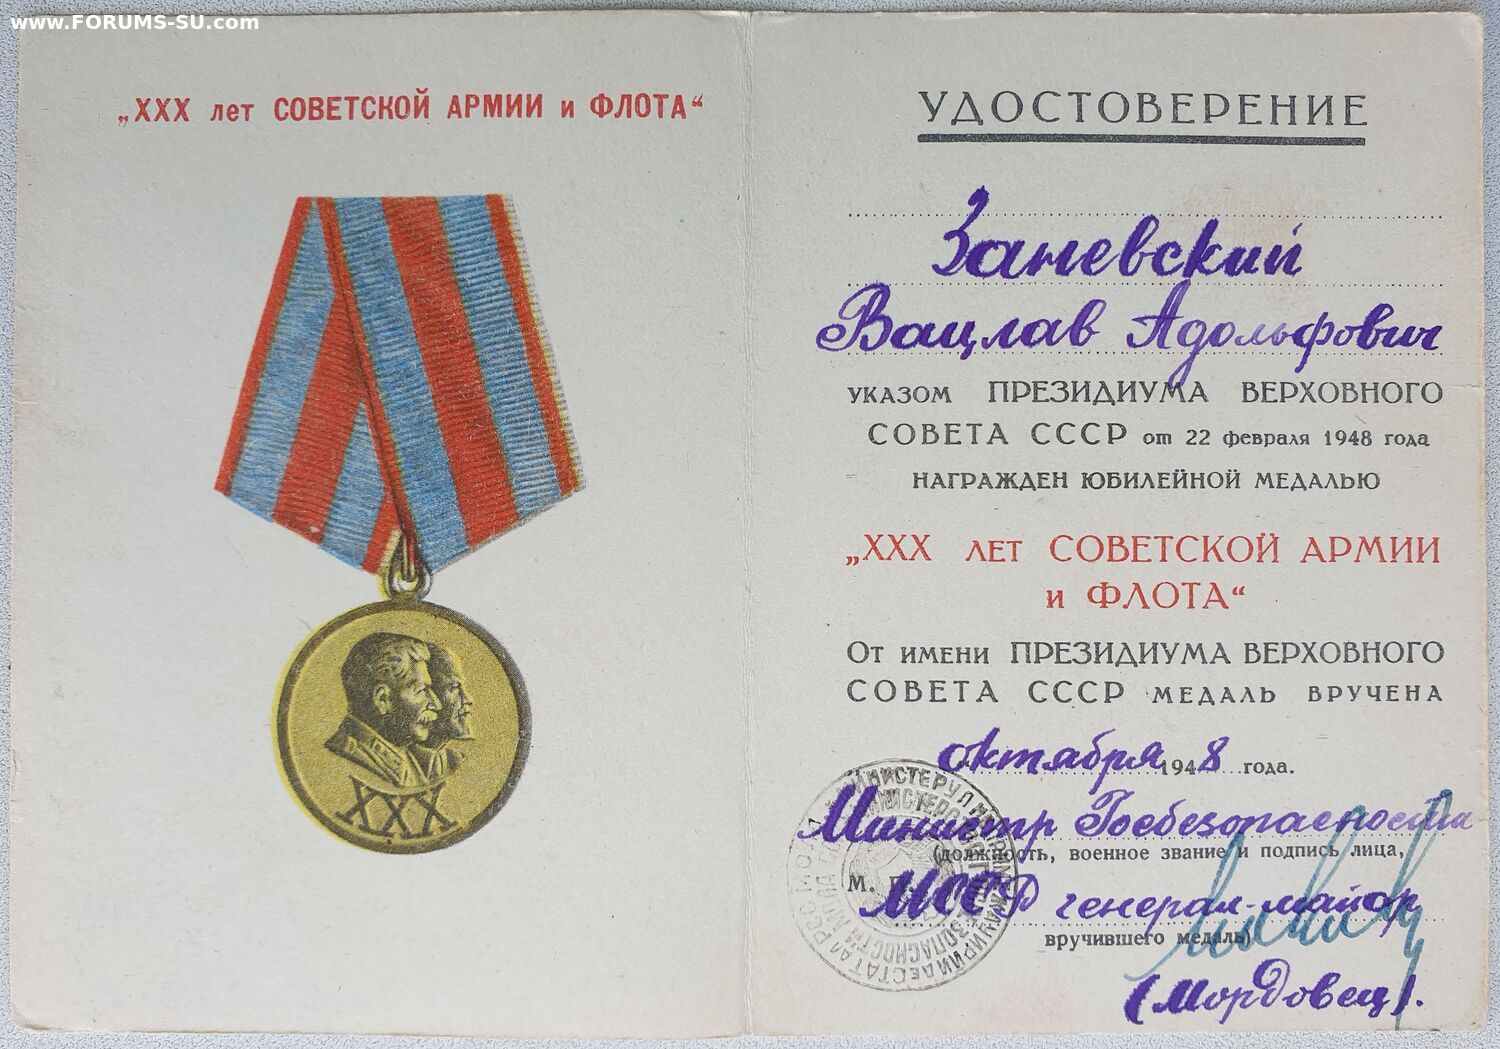 www.FORUMS-SU.com
„XXX лет СОВЕТСКОЙ АРМИИ и ФЛОТА“
XXX
УДОСТОВЕРЕНИЕ
Заневский
Вацлав Адольфович
указом ПРЕЗИДИУМА ВЕРХОВНОГО
СОВЕТА СССР от 22 февраля 1948 года
НАГРАЖДЕН ЮБИЛЕЙНОЙ МЕДАЛЬЮ
„XXX лет СОВЕТСКОЙ АРМИИ
и ФЛОТА“
От имени ПРЕЗИДИУМА ВЕРХОВНОГО
СОВЕТА СССР МЕДАЛЬ ВРУЧЕНА
октября 1948 года.
Министр Госбезопасности
(должность, военное звание и подпись лица,
М. П. МССР генерал-майор
вручившего медаль)
(Мордовец).